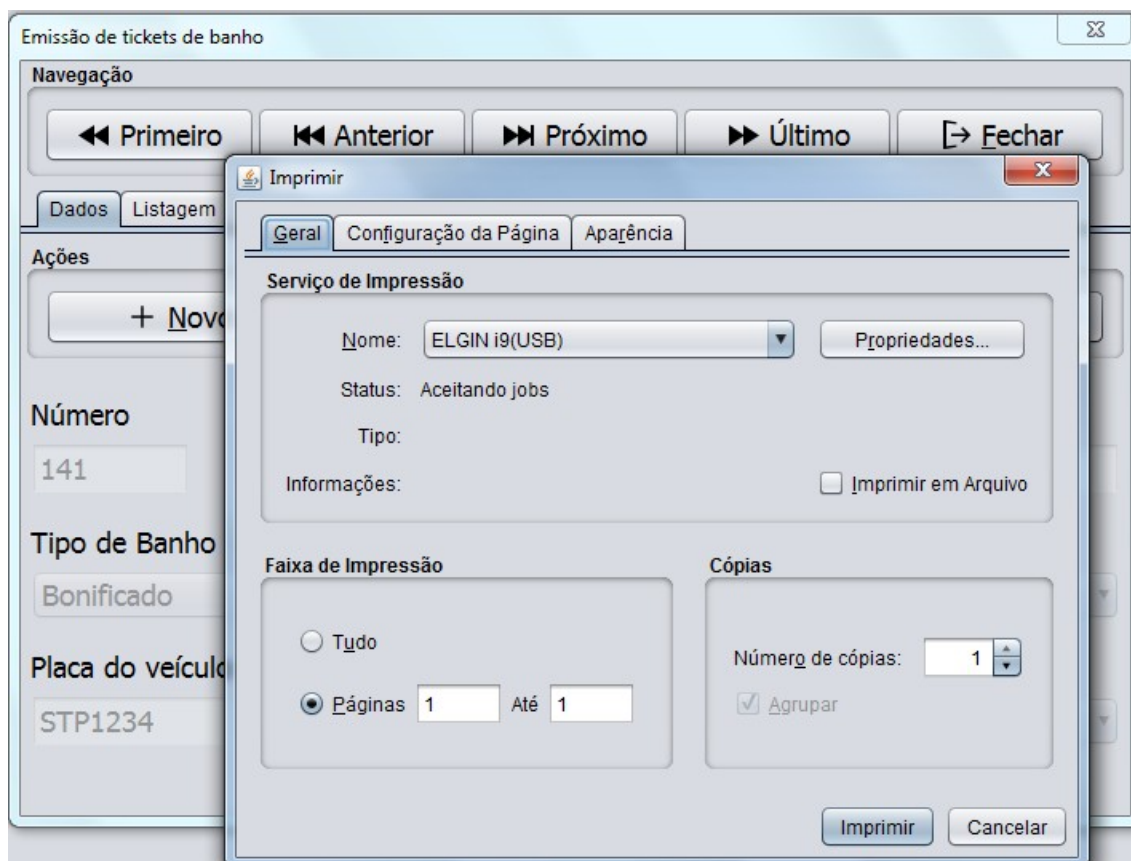 Emissão de tickets de banho
Navegação
Primeiro Anterior Próximo Último Fechar
Dados Listagem
Ações
+ Novo
Número
141
Tipo de Banho
Bonificado
Placa do veículo
STP1234
Imprimir
Geral Configuração da Página Aparência
Serviço de Impressão
Nome: ELGIN i9(USB) Propriedades...
Status: Aceitando jobs
Tipo:
Informações: Imprimir em Arquivo
Faixa de Impressão
Tudo
Páginas 1 Até 1
Cópias
Número de cópias: 1
Agrupar
Imprimir Cancelar